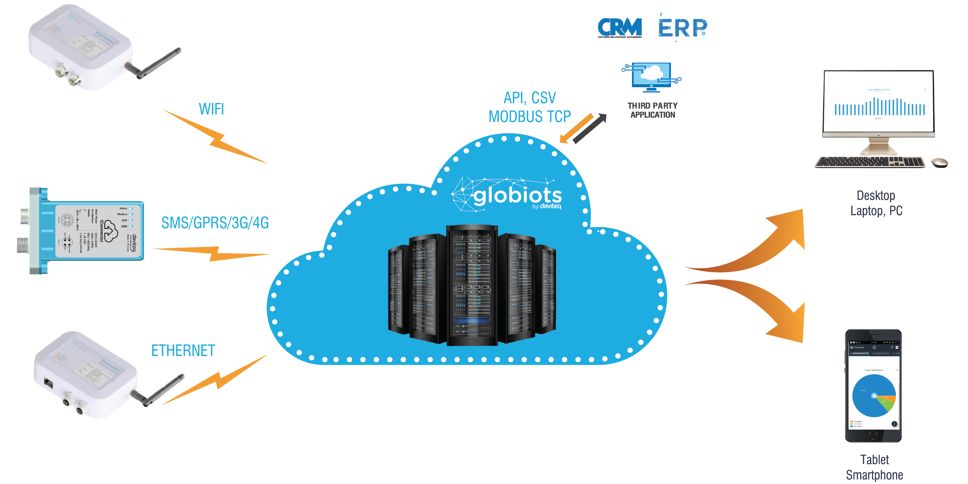 CRM
ERP
WIFI
API, CSV
MODBUS TCP
THIRD PARTY
APPLICATION
globiots
by daviteq
SMS/GPRS/3G/4G
daviteq
ETHERNET
Desktop
Laptop, PC
Tablet
Smartphone